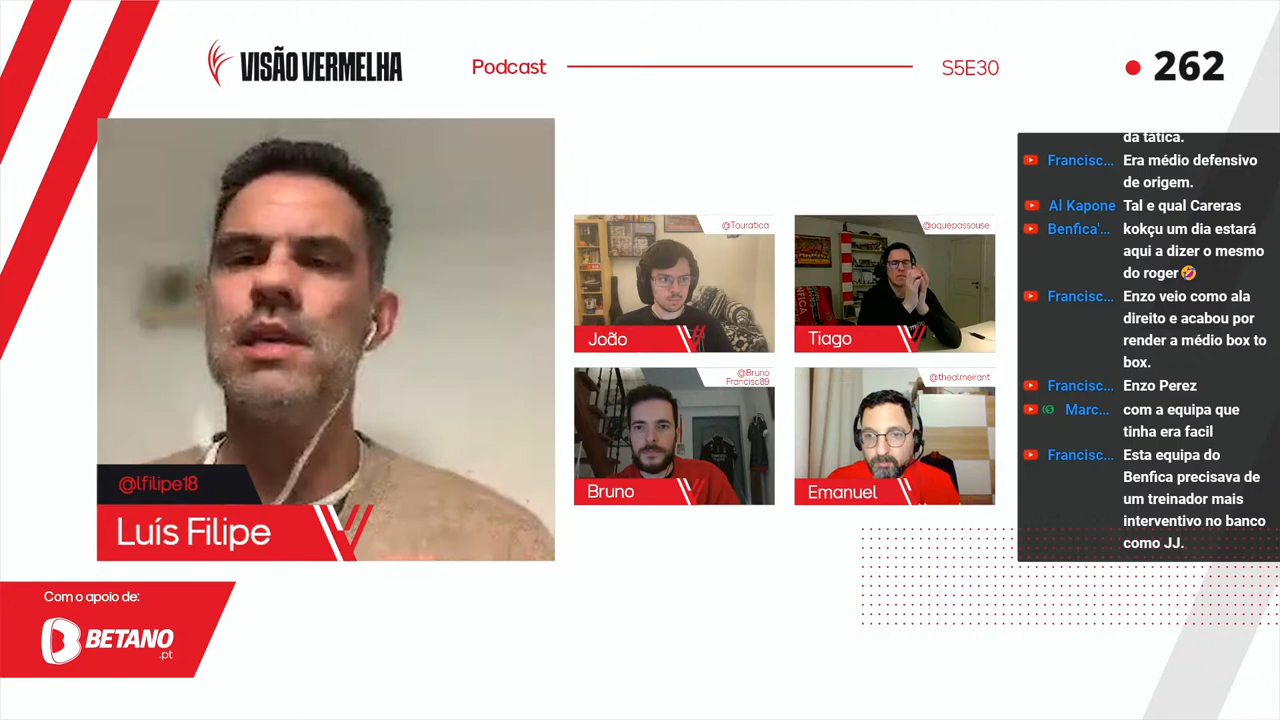 VISÃO VERMELHA
Podcast
S5E30
262
@lfilipe18
Luís Filipe
@Touratica
João
@oquepassouse
Tiago
@Bruno
Francisc89
Bruno
@thealmeirant
Emanuel
da tática.
Francisc... Era médio defensivo
de origem.
Al Kapone Tal e qual Careras
Benfica'... kokçu um dia estará
aqui a dizer o mesmo
do roger🤣
Francisc... Enzo veio como ala
direito e acabou por
render a médio box to
box.
Francisc... Enzo Perez
Marc... com a equipa que
tinha era facil
Francisc... Esta equipa do
Benfica precisava de
um treinador mais
interventivo no banco
como JJ.
Com o apoio de:
BETANO
.pt